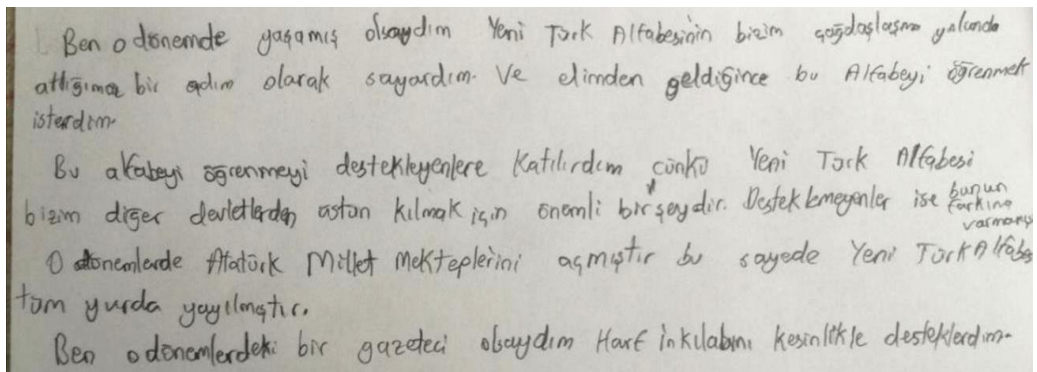 Ben o dönemde yaşamış olsaydım Yeni Türk Alfabesinin bizim çağdaşlaşma yolunda
attığımız bir adım olarak sayardım. Ve elimden geldiğince bu Alfabeyi öğrenmek
isterdim.
Bu alfabeyi öğrenmeyi destekleyenlere katılırdım çünkü Yeni Türk Alfabesi
bizim diğer devletlerden üstün kılmak için önemli bir şeydir. Desteklemeyenler ise bunun
farkına
varmamış
O dönemlerde Atatürk Millet Mekteplerini açmıştır bu sayede Yeni Türk Alfabes
tüm yurda yayılmıştır.
Ben o dönemlerdeki bir gazeteci olsaydım Harf inkılabını kesinlikle desteklerdim.